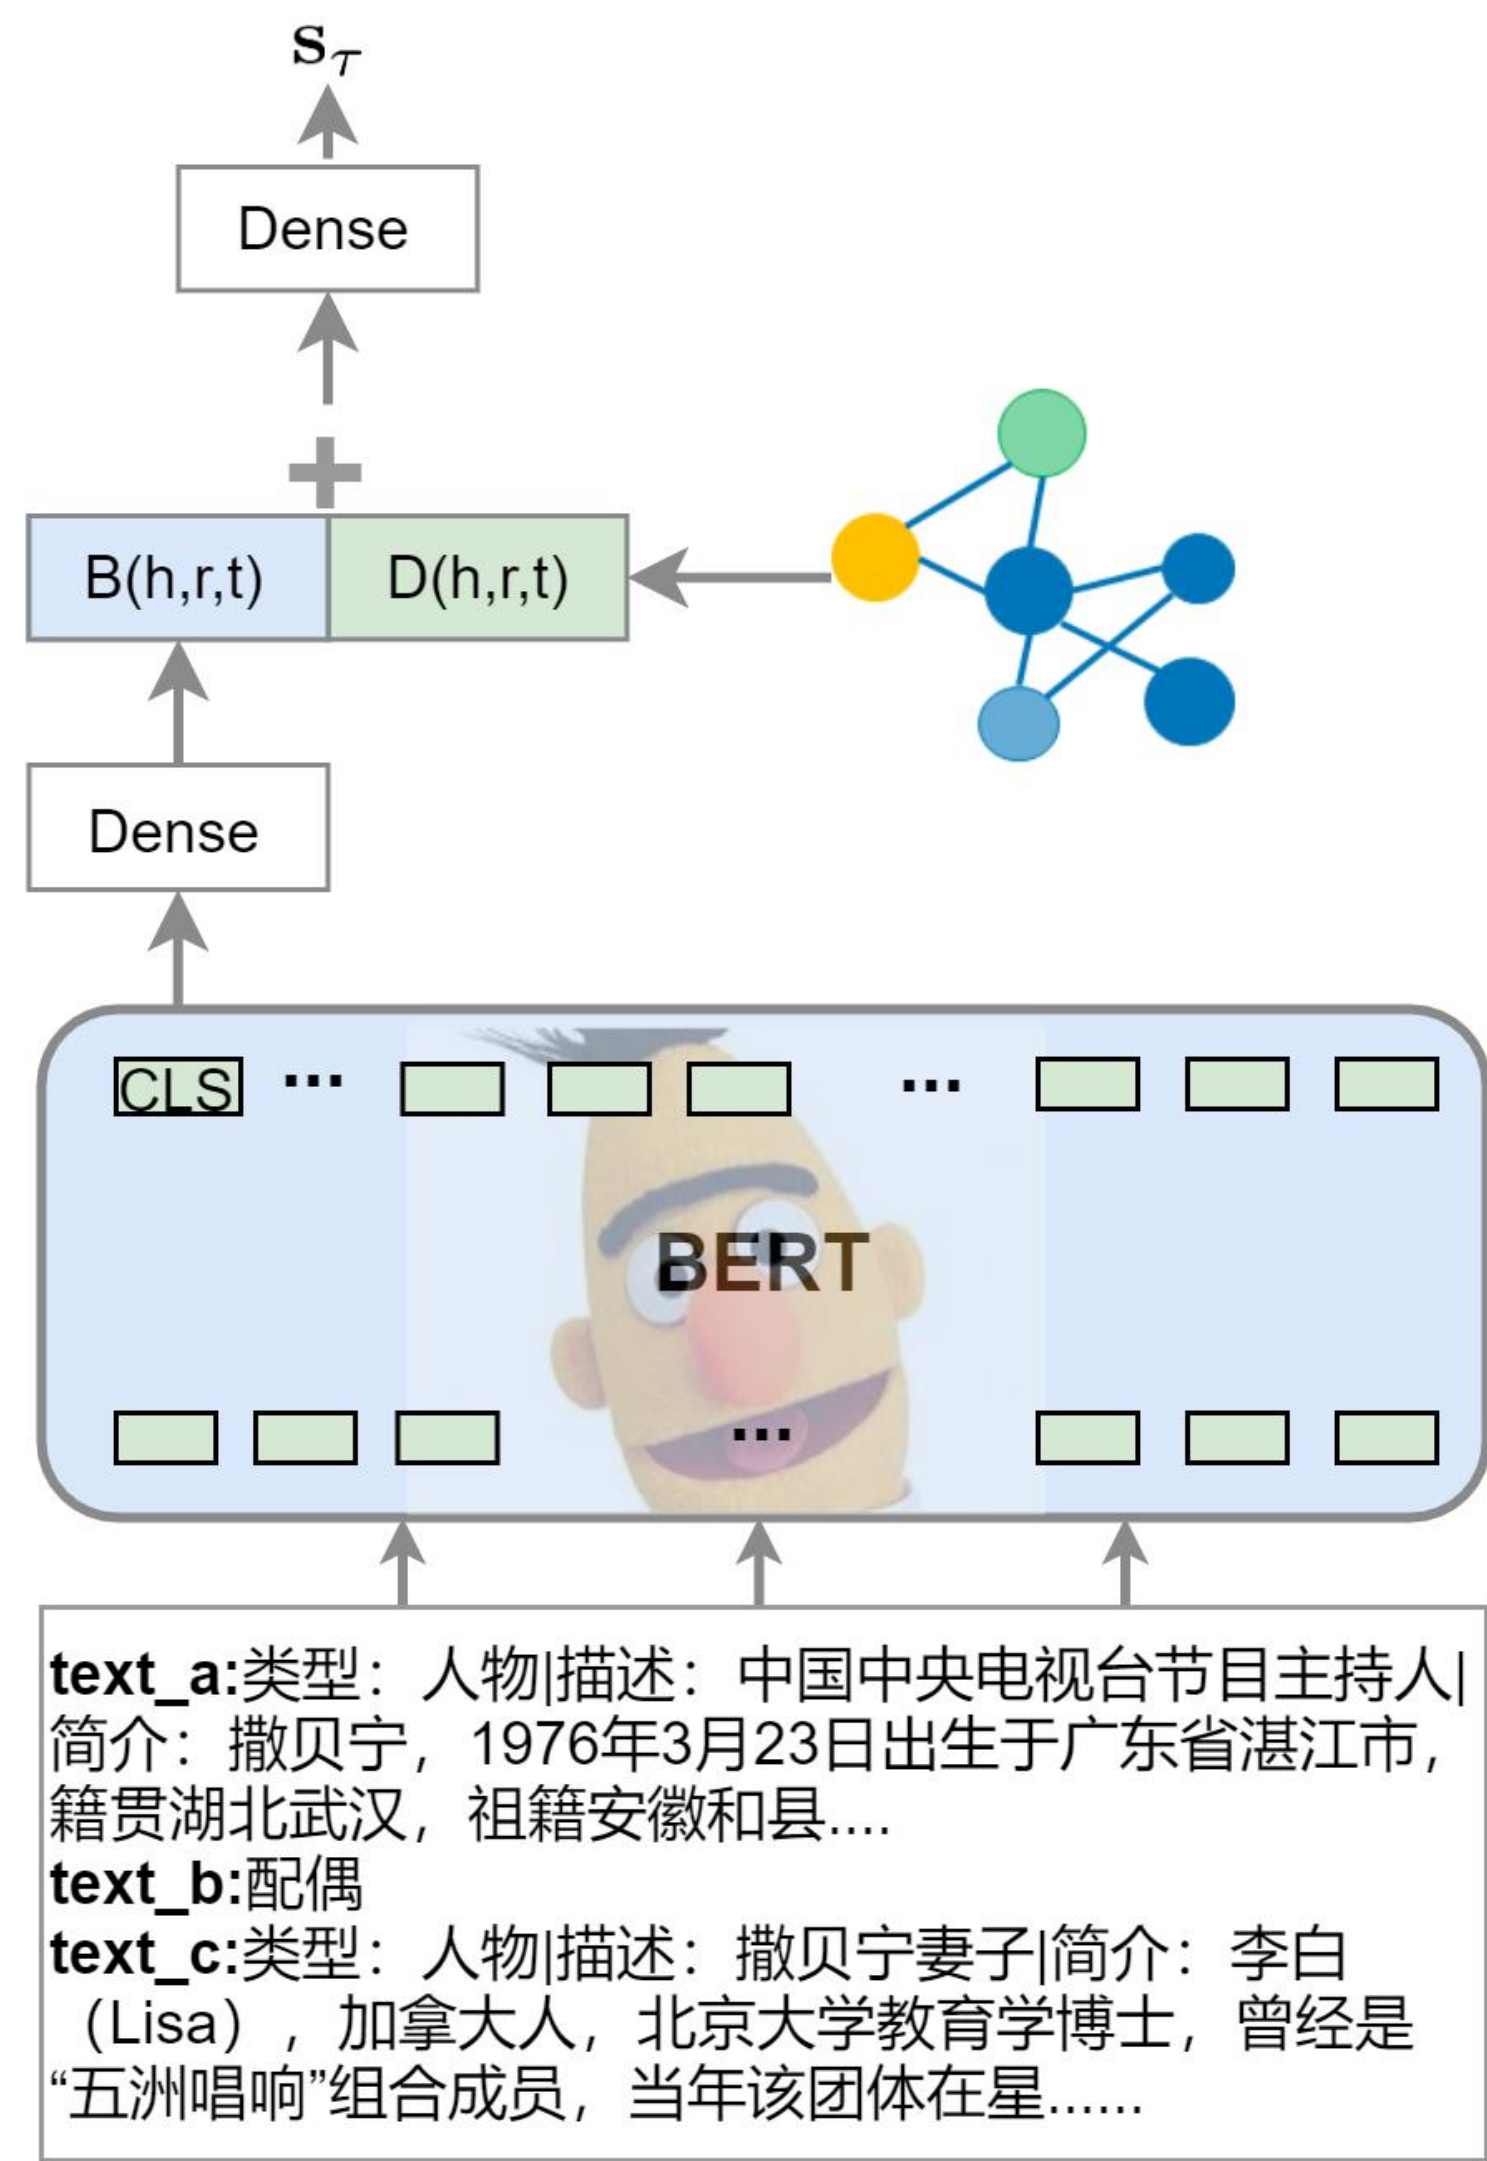 sτ
Dense
B(h,r,t) D(h,r,t)
Dense
CLS ... ...
BERT
...
text_a:类型：人物|描述：中国中央电视台节目主持人|
简介：撒贝宁，1976年3月23日出生于广东省湛江市，
籍贯湖北武汉，祖籍安徽和县....
text_b:配偶
text_c:类型：人物|描述：撒贝宁妻子|简介：李白
（Lisa），加拿大人，北京大学教育学博士，曾经是
“五洲唱响”组合成员，当年该团体在星......